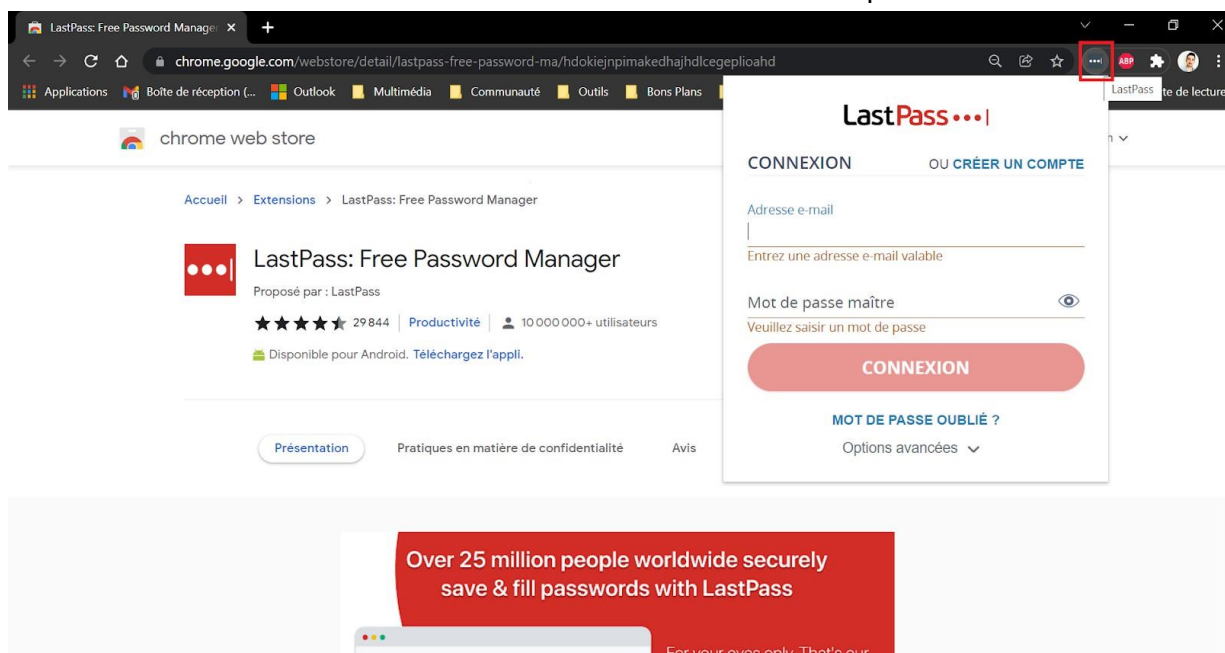 LastPass: Free Password Manager
chrome.google.com/webstore/detail/lastpass-free-password-ma/hdokiejnpimakedhajhdlcegeplioahd
ABP
Applications Boîte de réception (... Outlook Multimédia Communauté Outils Bons Plans
LastPass
te de lecture
chrome web store
LastPass
CONNEXION OU CRÉER UN COMPTE
Adresse e-mail
Entrez une adresse e-mail valable
Mot de passe maître
Veuillez saisir un mot de passe
CONNEXION
MOT DE PASSE OUBLIÉ ?
Options avancées
Accueil > Extensions > LastPass: Free Password Manager
LastPass: Free Password Manager
Proposé par : LastPass
29 844 Productivité 10 000 000+ utilisateurs
Disponible pour Android. Téléchargez l'appli.
Présentation Pratiques en matière de confidentialité Avis
Over 25 million people worldwide securely
save & fill passwords with LastPass
For your eyes only. That's our